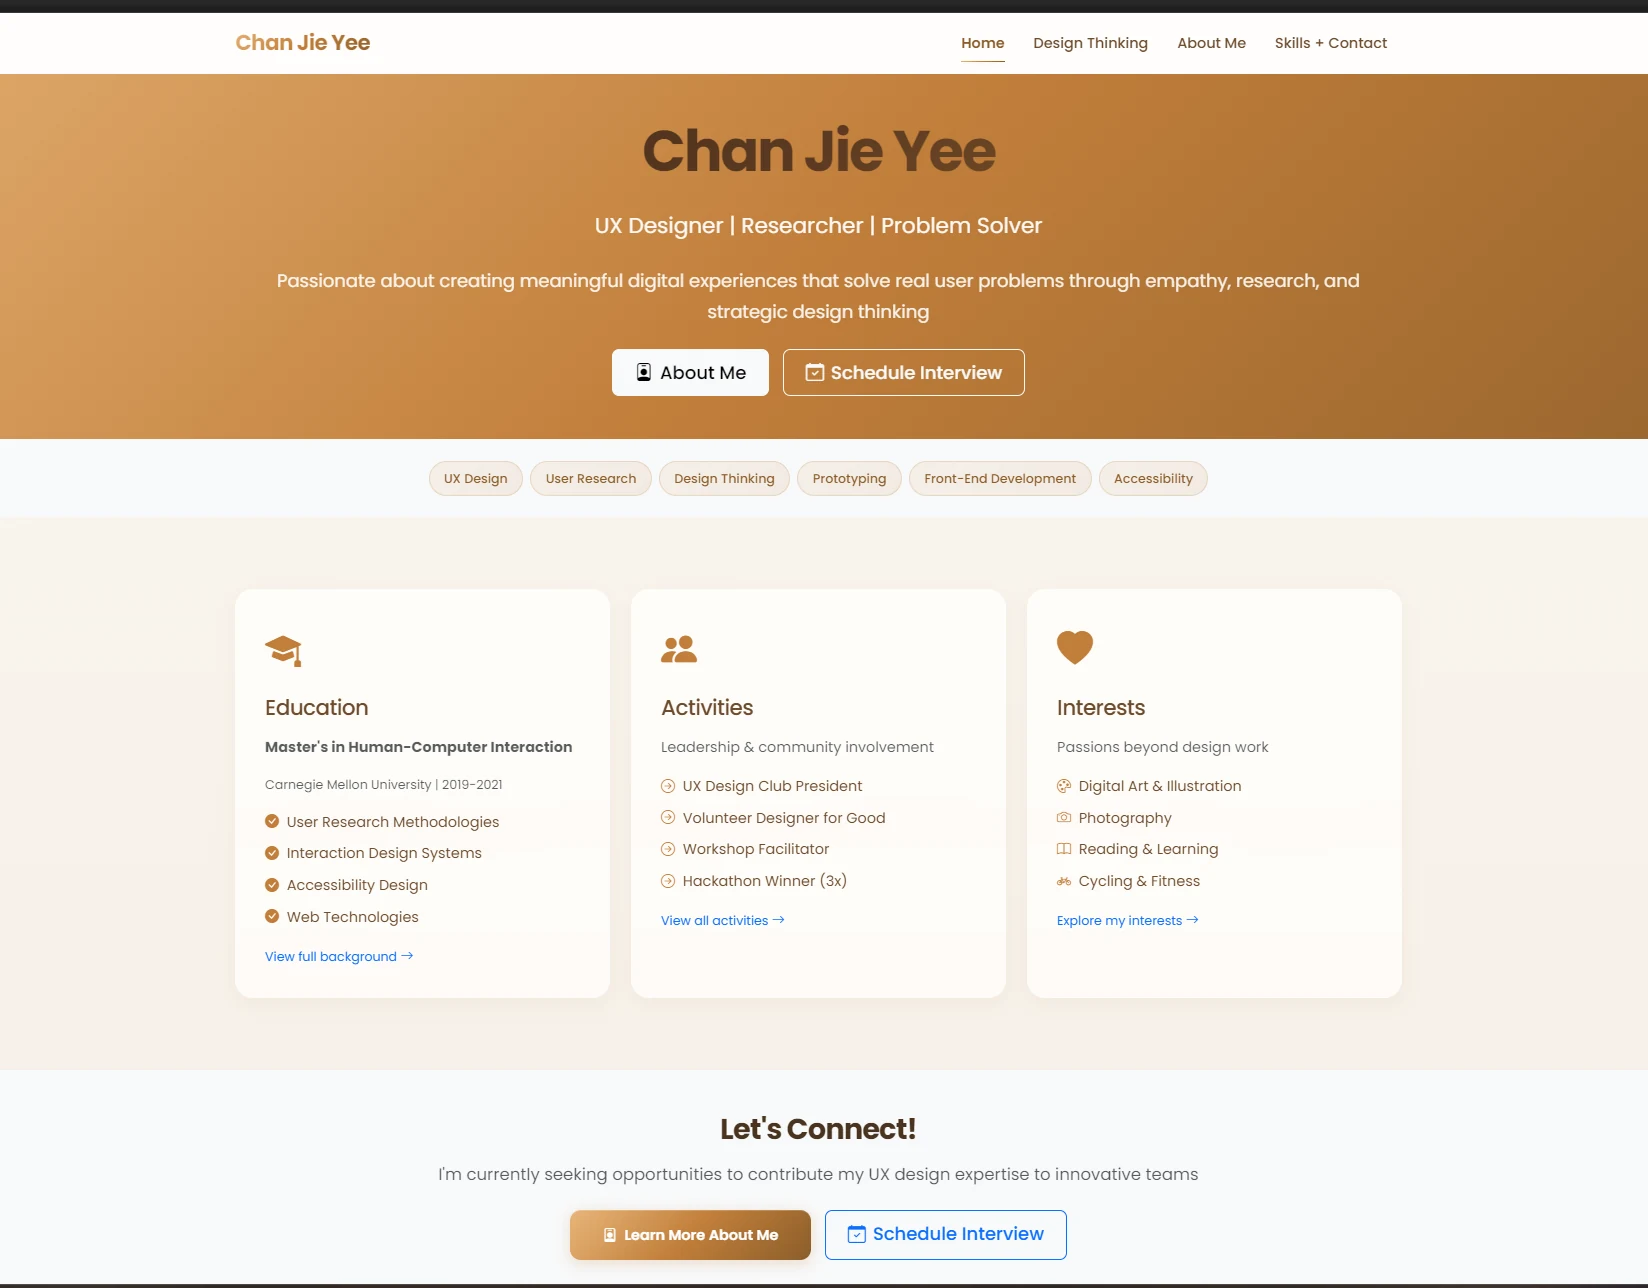 Chan Jie Yee
Home
Design Thinking
About Me
Skills + Contact
Chan Jie Yee
UX Designer | Researcher | Problem Solver
Passionate about creating meaningful digital experiences that solve real user problems through empathy, research, and
strategic design thinking
About Me
Schedule Interview
UX Design
User Research
Design Thinking
Prototyping
Front-End Development
Accessibility
Education
Master's in Human-Computer Interaction
Carnegie Mellon University | 2019-2021
User Research Methodologies
Interaction Design Systems
Accessibility Design
Web Technologies
View full background →
Activities
Leadership & community involvement
UX Design Club President
Volunteer Designer for Good
Workshop Facilitator
Hackathon Winner (3x)
View all activities →
Interests
Passions beyond design work
Digital Art & Illustration
Photography
Reading & Learning
Cycling & Fitness
Explore my interests →
Let's Connect!
I'm currently seeking opportunities to contribute my UX design expertise to innovative teams
Learn More About Me
Schedule Interview